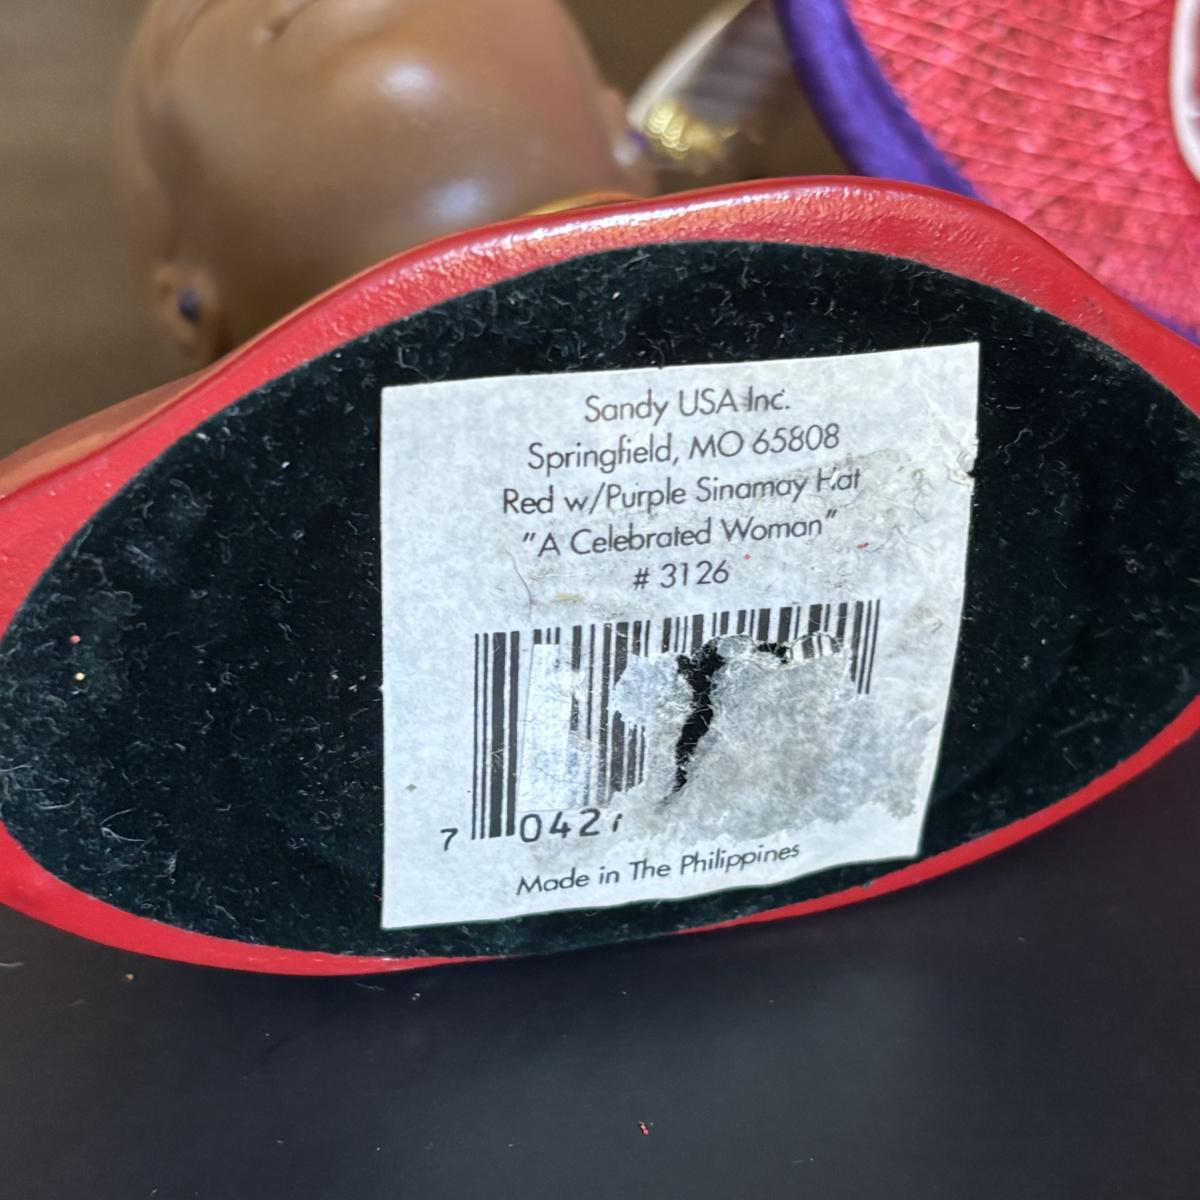 Sandy USA Inc.
Springfield, MO 65808
Red w/Purple Sinamay Hat
"A Celebrated Woman"
# 3126
7 042
Made in The Philippines